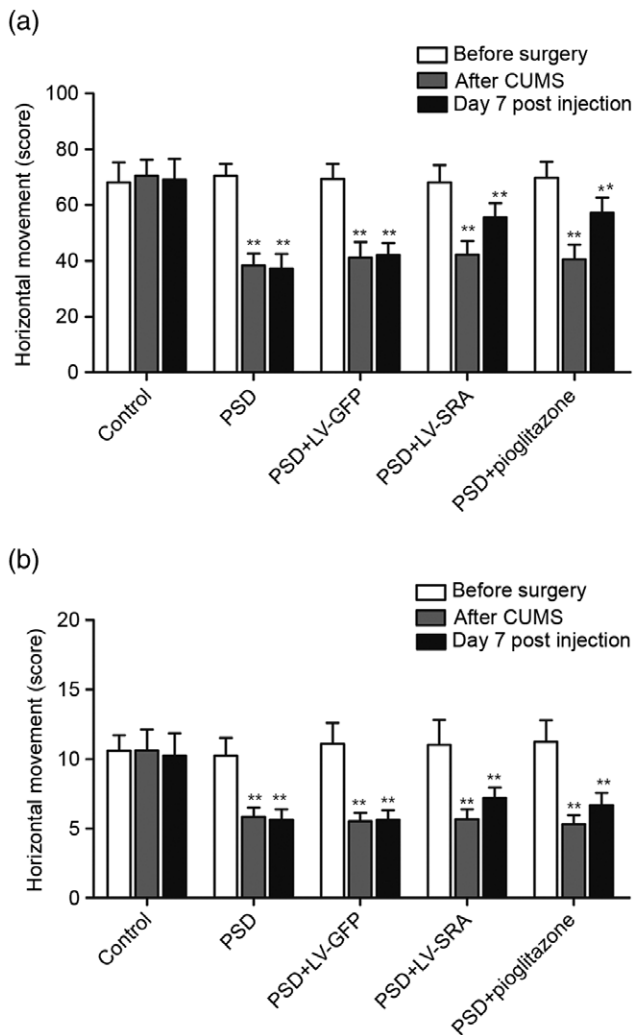 (a)
Before surgery
After CUMS
Day 7 post injection
Horizontal movement (score)
100
80
60
40
20
0
** **
** **
** **
** **
Control
PSD
PSD+LV-GFP
PSD+LV-SRA
PSD+pioglitazone
(b)
Before surgery
After CUMS
Day 7 post injection
Horizontal movement (score)
20
15
10
5
0
** **
** **
** **
** **
Control
PSD
PSD+LV-GFP
PSD+LV-SRA
PSD+pioglitazone